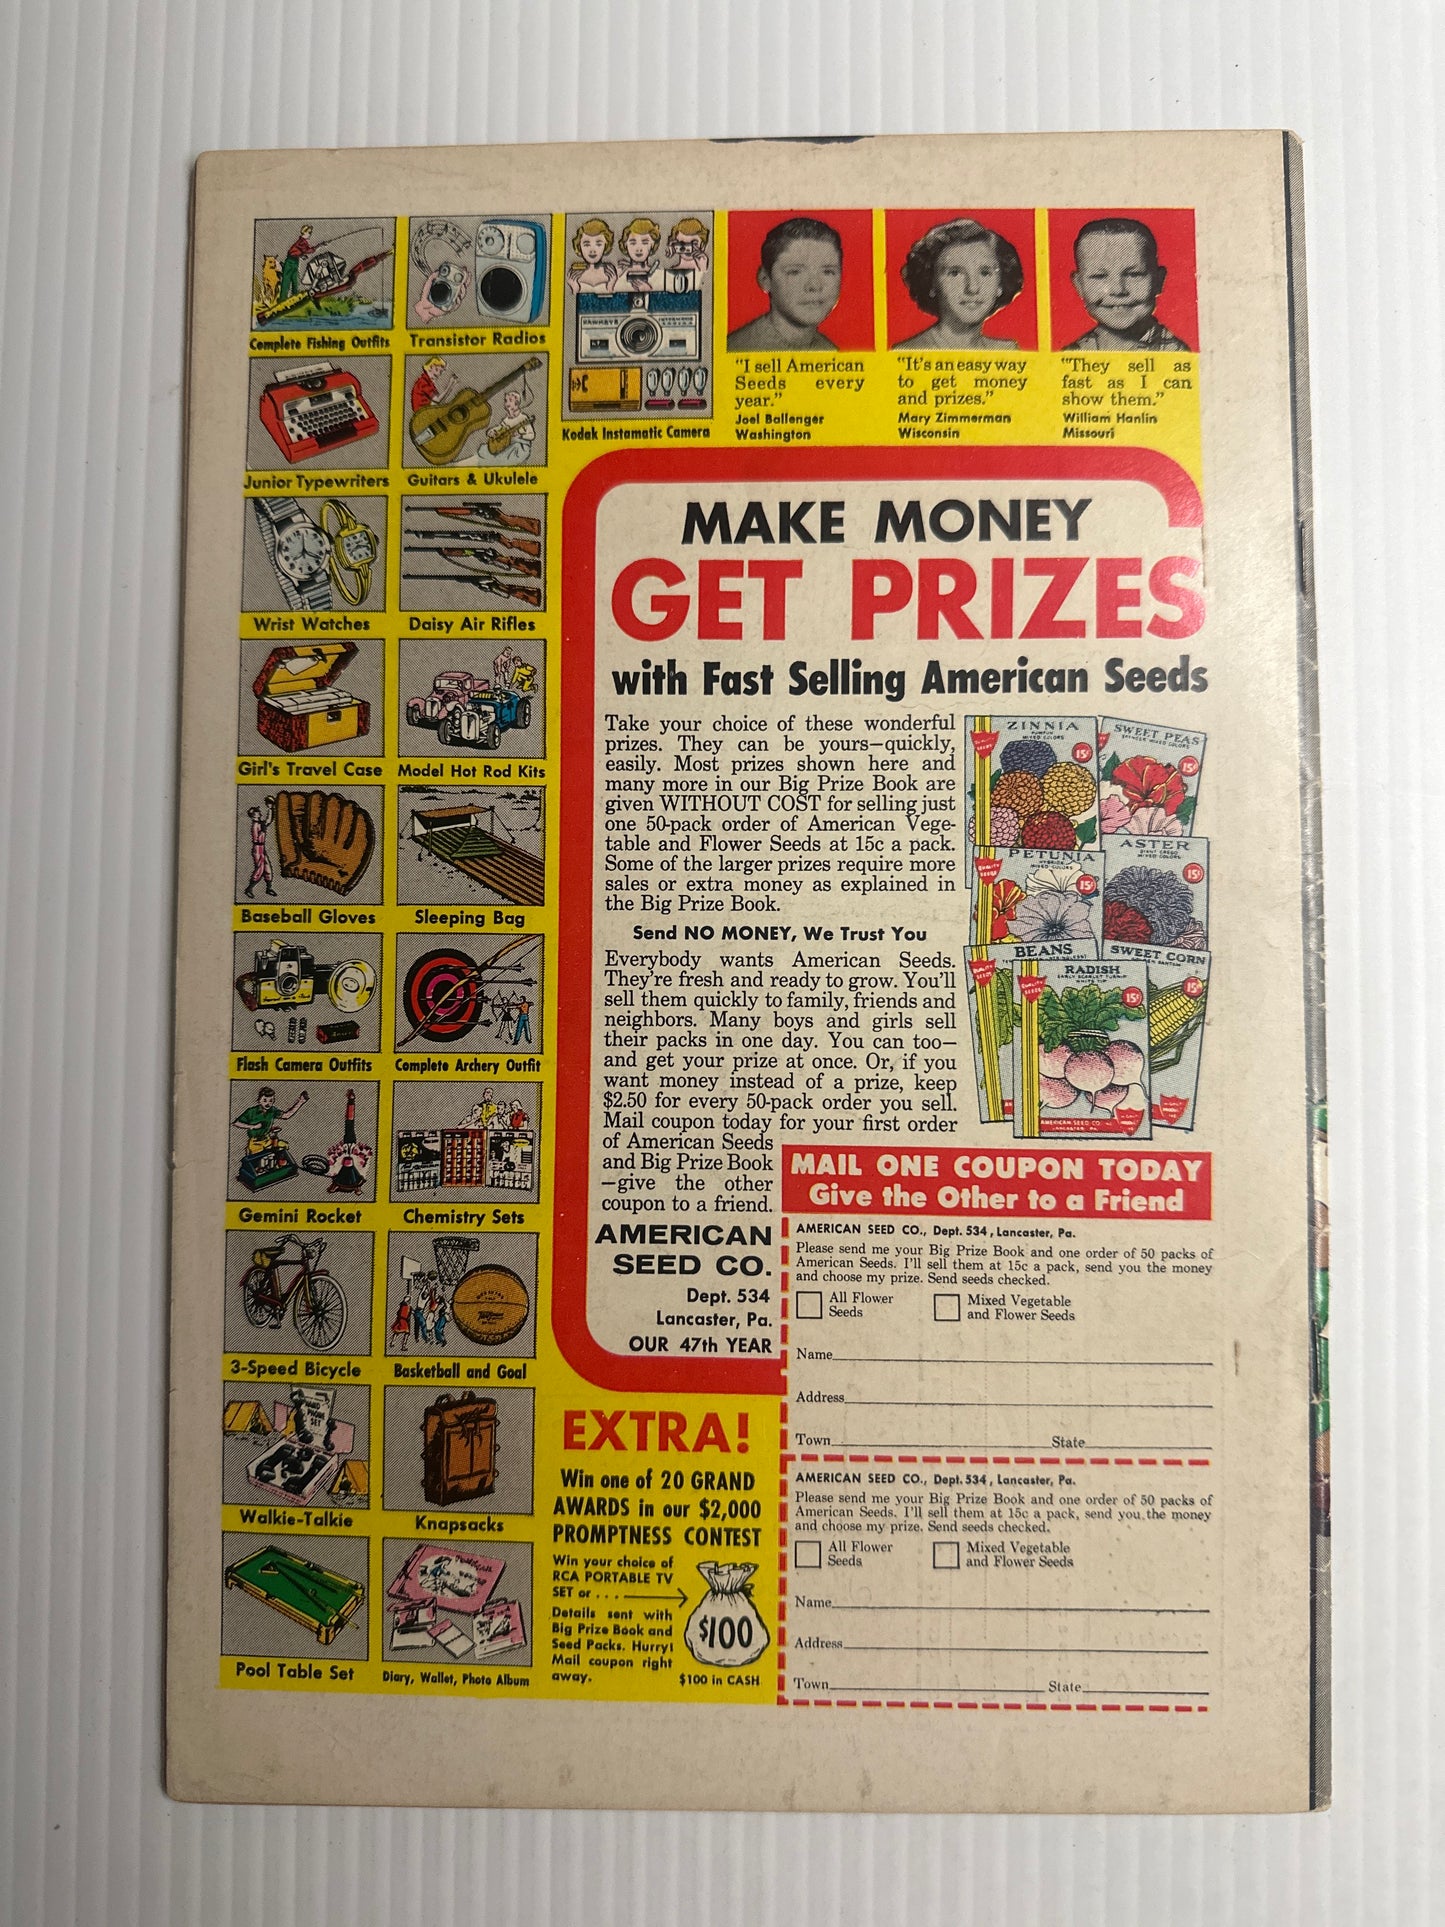 Complete Fishing Outfits
Transistor Radios
Kodak Instamatic Camera
Junior Typewriters
Guitars & Ukulele
Wrist Watches
Daisy Air Rifles
Girl's Travel Case
Model Hot Rod Kits
Baseball Gloves
Sleeping Bag
Flash Camera Outfits
Complete Archery Outfit
Gemini Rocket
Chemistry Sets
3-Speed Bicycle
Basketball and Goal
Walkie-Talkie
Knapsacks
Pool Table Set
Diary, Wallet, Photo Album
"I sell American
Seeds every
year."
Joel Ballenger
Washington
"It's an easy way
to get money
and prizes."
Mary Zimmerman
Wisconsin
"They sell as
fast as I can
show them."
William Hanlin
Missouri
MAKE MONEY
GET PRIZES
with Fast Selling American Seeds
Take your choice of these wonderful
prizes. They can be yours—quickly,
easily. Most prizes shown here and
many more in our Big Prize Book are
given WITHOUT COST for selling just
one 50-pack order of American Vege-
table and Flower Seeds at 15c a pack.
Some of the larger prizes require more
sales or extra money as explained in
the Big Prize Book.
Send NO MONEY, We Trust You
Everybody wants American Seeds.
They're fresh and ready to grow. You'll
sell them quickly to family, friends and
neighbors. Many boys and girls sell
their packs in one day. You can too—
and get your prize at once. Or, if you
want money instead of a prize, keep
$2.50 for every 50-pack order you sell.
Mail coupon today for your first order
of American Seeds
and Big Prize Book
—give the other
coupon to a friend.
AMERICAN
SEED CO.
Dept. 534
Lancaster, Pa.
OUR 47th YEAR
ZINNIA
MIXED COLORS
15¢
SWEET PEAS
MIXED COLORS
15¢
PETUNIA
MIXED COLORS
15¢
ASTER
MIXED COLORS
15¢
BEANS
SWEET CORN
15¢
RADISH
15¢
QUALITY
SEEDS
AMERICAN SEED CO.
LANCASTER, PA.
MAIL ONE COUPON TODAY
Give the Other to a Friend
AMERICAN SEED CO., Dept. 534, Lancaster, Pa.
Please send me your Big Prize Book and one order of 50 packs of
American Seeds. I'll sell them at 15c a pack, send you the money
and choose my prize. Send seeds checked.
All Flower
Seeds
Mixed Vegetable
and Flower Seeds
Name
Address
Town State
AMERICAN SEED CO., Dept. 534, Lancaster, Pa.
Please send me your Big Prize Book and one order of 50 packs of
American Seeds. I'll sell them at 15c a pack, send you the money
and choose my prize. Send seeds checked.
All Flower
Seeds
Mixed Vegetable
and Flower Seeds
Name
Address
Town State
EXTRA!
Win one of 20 GRAND
AWARDS in our $2,000
PROMPTNESS CONTEST
Win your choice of
RCA PORTABLE TV
SET or . . .
Details sent with
Big Prize Book and
Seed Packs. Hurry!
Mail coupon right
away.
$100
$100 in CASH